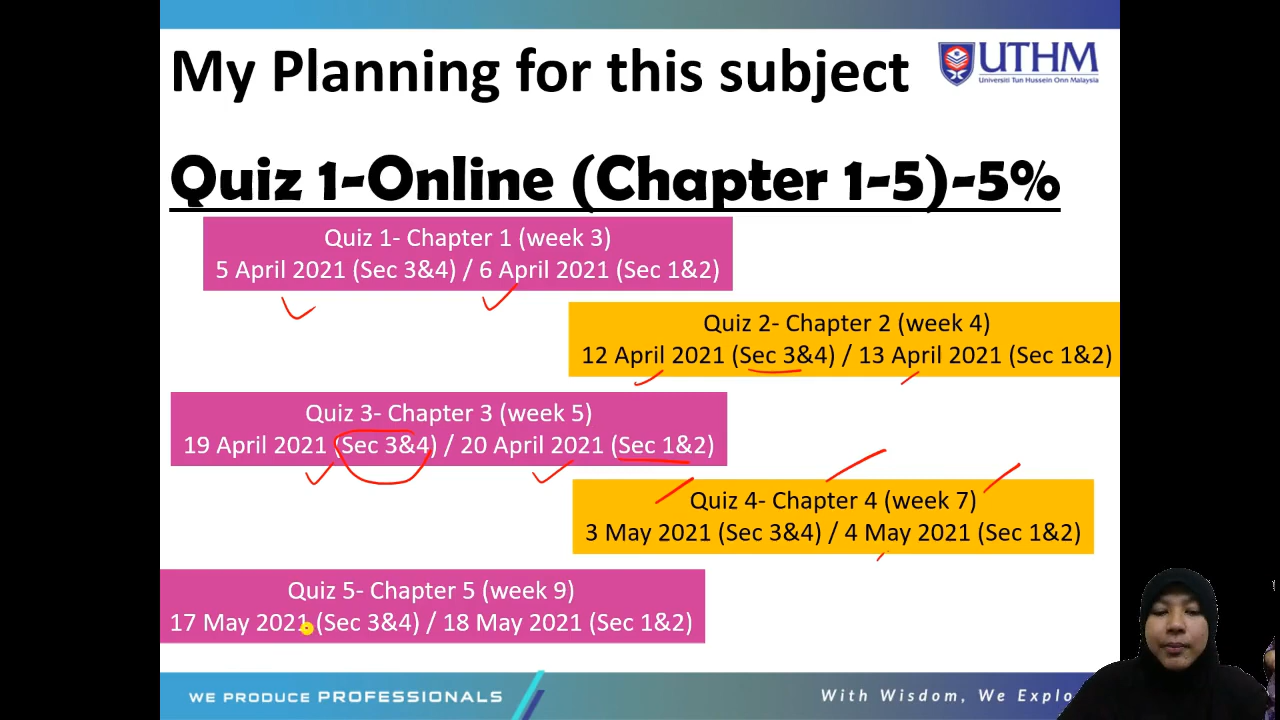 My Planning for this subject
UTHM
Universiti Tun Hussein Onn Malaysia
Quiz 1-Online (Chapter 1-5)-5%
Quiz 1- Chapter 1 (week 3)
5 April 2021 (Sec 3&4) / 6 April 2021 (Sec 1&2)
Quiz 2- Chapter 2 (week 4)
12 April 2021 (Sec 3&4) / 13 April 2021 (Sec 1&2)
Quiz 3- Chapter 3 (week 5)
19 April 2021 (Sec 3&4) / 20 April 2021 (Sec 1&2)
Quiz 4- Chapter 4 (week 7)
3 May 2021 (Sec 3&4) / 4 May 2021 (Sec 1&2)
Quiz 5- Chapter 5 (week 9)
17 May 2021 (Sec 3&4) / 18 May 2021 (Sec 1&2)
WE PRODUCE PROFESSIONALS
With Wisdom, We Explo